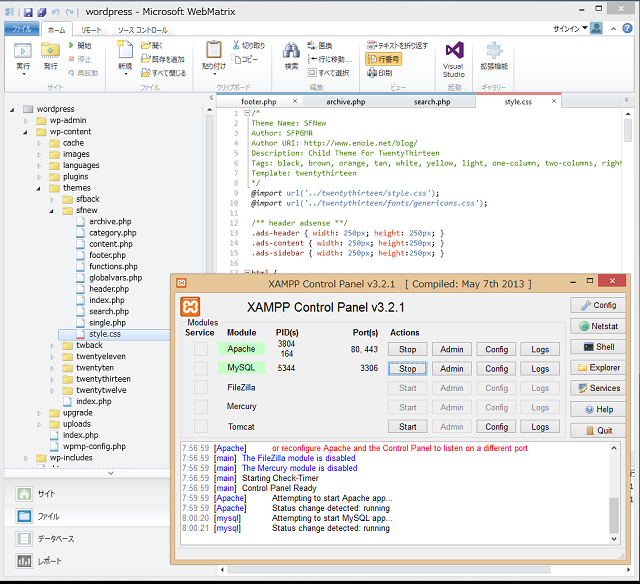 wordpress - Microsoft WebMatrix
ファイル ホーム リモート ソース コントロール サインイン
実行 発行 開始 停止 再起動 サイト
新規 開く 既存を追加 すべて閉じる ファイル
貼り付け 切り取り コピー クリップボード
検索 置換 行に移動... すべて選択 編集
テキストを折り返す 行番号 印刷 ビュー
Visual Studio 起動
拡張機能 ギャラリー
wordpress
wp-admin
wp-content
cache
images
languages
plugins
themes
sfback
sfnew
archive.php
category.php
content.php
footer.php
functions.php
globalvars.php
header.php
index.php
search.php
single.php
style.css
twback
twentyeleven
twentyten
twentythirteen
twentytwelve
index.php
upgrade
uploads
index.php
wpmp-config.php
wp-includes
サイト
ファイル
データベース
レポート
footer.php archive.php search.php style.css
1 /*
2 Theme Name: SFNew
3 Author: SFPGMR
4 Author URI: http://www.enoie.net/blog/
5 Description: Child Theme For TwentyThirteen
6 Tags: black, brown, orange, tan, white, yellow, light, one-column, two-columns, right
7 Template: twentythirteen
8 */
9 @import url('../twentythirteen/style.css');
10 @import url('../twentythirteen/fonts/genericons.css');
11
12 /** header adsense **/
13 .ads-header { width: 250px; height: 250px; }
14 .ads-content { width: 250px; height:250px; }
15 .ads-sidebar { width: 250px; height:250px; }
16
17 html {
XAMPP Control Panel v3.2.1 [ Compiled: May 7th 2013 ]
XAMPP Control Panel v3.2.1
Modules
Service Module PID(s) Port(s) Actions
Apache 3804 164 80, 443 Stop Admin Config Logs
MySQL 5344 3306 Stop Admin Config Logs
FileZilla Start Admin Config Logs
Mercury Start Admin Config Logs
Tomcat Start Admin Config Logs
Config
Netstat
Shell
Explorer
Services
Help
Quit
7:56:59 [Apache] or reconfigure Apache and the Control Panel to listen on a different port
7:56:59 [main] The FileZilla module is disabled
7:56:59 [main] The Mercury module is disabled
7:56:59 [main] Starting Check-Timer
7:56:59 [main] Control Panel Ready
7:59:59 [Apache] Attempting to start Apache app...
7:59:59 [Apache] Status change detected: running
8:00:20 [mysql] Attempting to start MySQL app...
8:00:21 [mysql] Status change detected: running